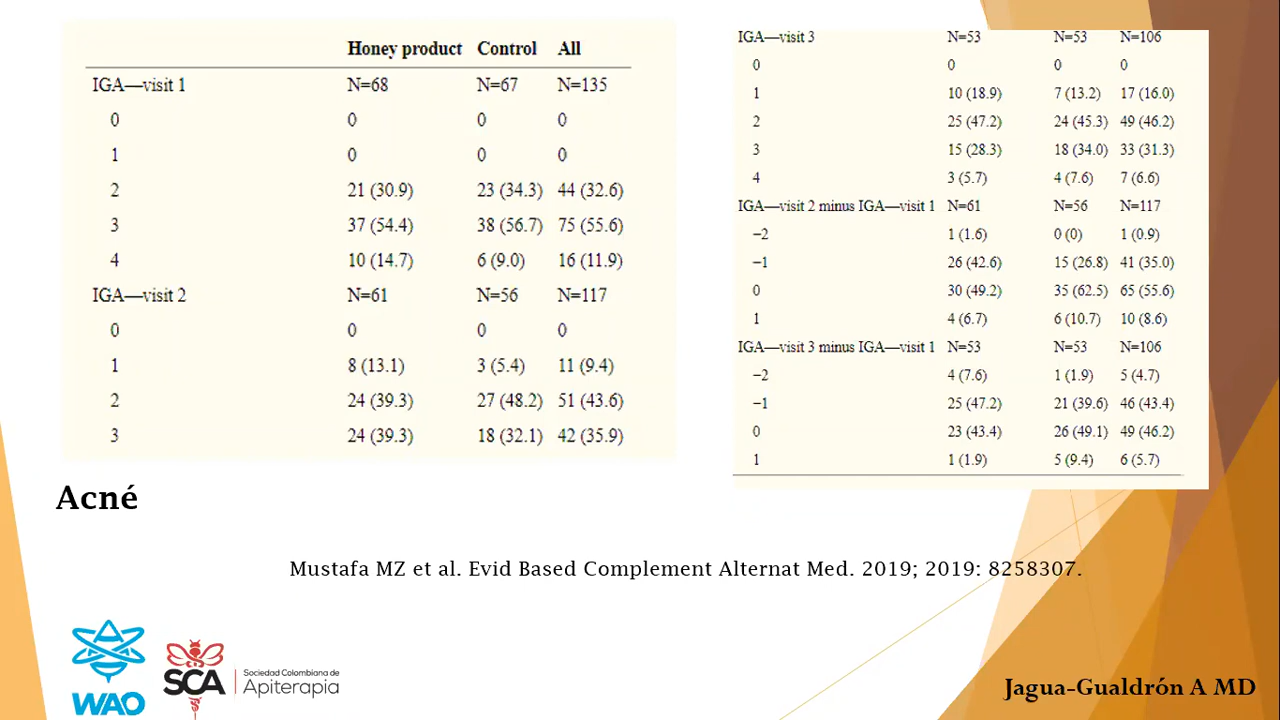 Honey product Control All
IGA—visit 1 N=68 N=67 N=135
0 0 0 0
1 0 0 0
2 21 (30.9) 23 (34.3) 44 (32.6)
3 37 (54.4) 38 (56.7) 75 (55.6)
4 10 (14.7) 6 (9.0) 16 (11.9)
IGA—visit 2 N=61 N=56 N=117
0 0 0 0
1 8 (13.1) 3 (5.4) 11 (9.4)
2 24 (39.3) 27 (48.2) 51 (43.6)
3 24 (39.3) 18 (32.1) 42 (35.9)
IGA—visit 3 N=53 N=53 N=106
0 0 0 0
1 10 (18.9) 7 (13.2) 17 (16.0)
2 25 (47.2) 24 (45.3) 49 (46.2)
3 15 (28.3) 18 (34.0) 33 (31.3)
4 3 (5.7) 4 (7.6) 7 (6.6)
IGA—visit 2 minus IGA—visit 1 N=61 N=56 N=117
−2 1 (1.6) 0 (0) 1 (0.9)
−1 26 (42.6) 15 (26.8) 41 (35.0)
0 30 (49.2) 35 (62.5) 65 (55.6)
1 4 (6.7) 6 (10.7) 10 (8.6)
IGA—visit 3 minus IGA—visit 1 N=53 N=53 N=106
−2 4 (7.6) 1 (1.9) 5 (4.7)
−1 25 (47.2) 21 (39.6) 46 (43.4)
0 23 (43.4) 26 (49.1) 49 (46.2)
1 1 (1.9) 5 (9.4) 6 (5.7)
Acné
Mustafa MZ et al. Evid Based Complement Alternat Med. 2019; 2019: 8258307.
WAO
SCA
Sociedad Colombiana de
Apiterapia
Jagua-Gualdrón A MD